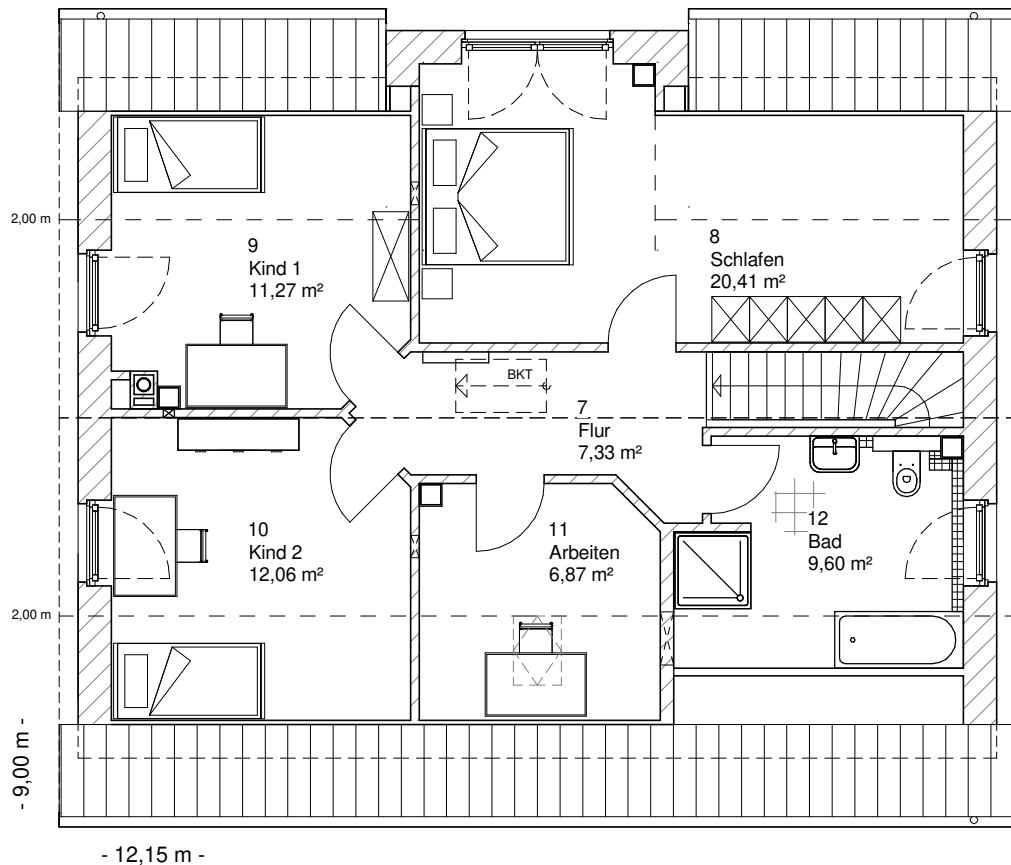 2,00 m
9
Kind 1
11,27 m²
8
Schlafen
20,41 m²
BKT
7
Flur
7,33 m²
10
Kind 2
12,06 m²
11
Arbeiten
6,87 m²
12
Bad
9,60 m²
2,00 m
- 9,00 m -
- 12,15 m -